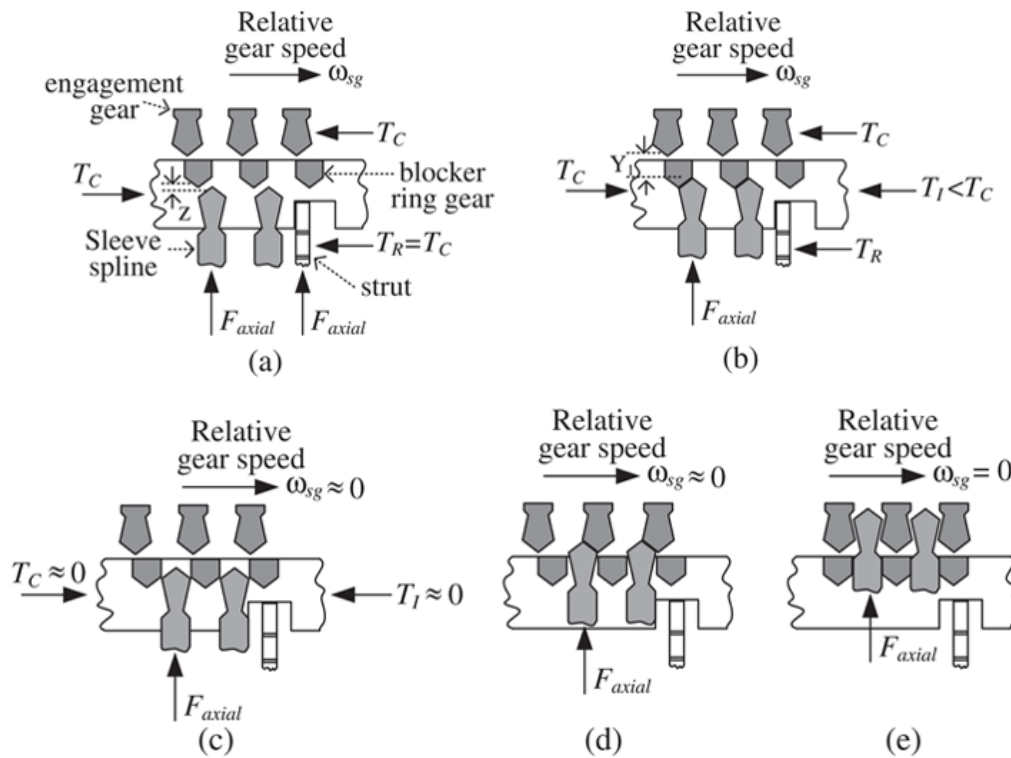 Relative
gear speed
ω_sg
engagement
gear
T_C
T_C
z
blocker
ring gear
Sleeve
spline
T_R=T_C
strut
F_axial
F_axial
(a)
Relative
gear speed
ω_sg
T_C
Y_1
T_C
T_I<T_C
T_R
F_axial
(b)
Relative
gear speed
ω_sg≈0
T_C≈0
T_I≈0
F_axial
(c)
Relative
gear speed
ω_sg≈0
F_axial
(d)
Relative
gear speed
ω_sg=0
F_axial
(e)